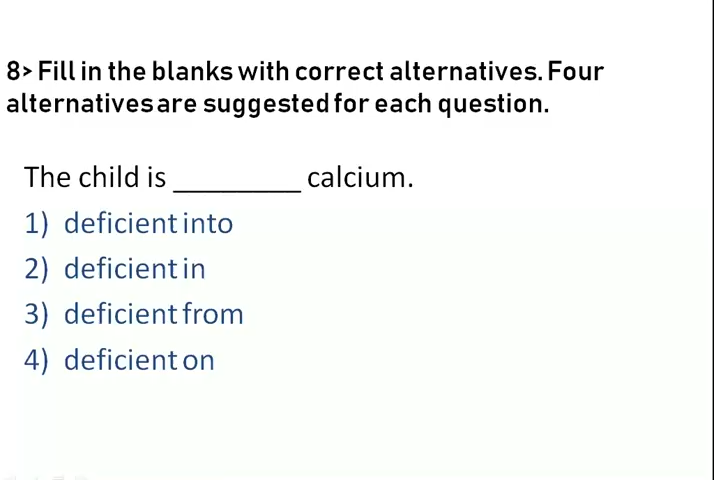 8> Fill in the blanks with correct alternatives. Four
alternatives are suggested for each question.
The child is ________ calcium.
1) deficient into
2) deficient in
3) deficient from
4) deficient on